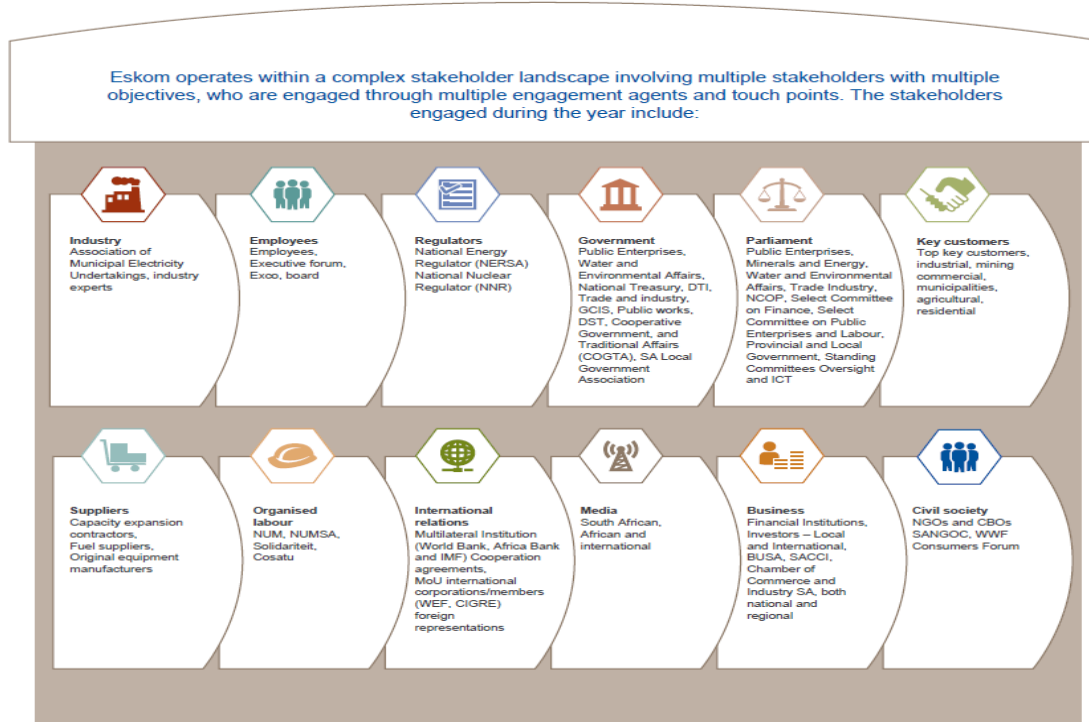 Eskom operates within a complex stakeholder landscape involving multiple stakeholders with multiple
objectives, who are engaged through multiple engagement agents and touch points. The stakeholders
engaged during the year include:
Industry
Association of
Municipal Electricity
Undertakings, industry
experts
Employees
Employees,
Executive forum,
Exco, board
Regulators
National Energy
Regulator (NERSA)
National Nuclear
Regulator (NNR)
Government
Public Enterprises,
Water and
Environmental Affairs,
National Treasury, DTI,
Trade and industry,
GCIS, Public works,
DST, Cooperative
Government, and
Traditional Affairs
(COGTA), SA Local
Government
Association
Parliament
Public Enterprises,
Minerals and Energy,
Water and Environmental
Affairs, Trade Industry,
NCOP, Select Committee
on Finance, Select
Committee on Public
Enterprises and Labour,
Provincial and Local
Government, Standing
Committees Oversight
and ICT
Key customers
Top key customers,
industrial, mining
commercial,
municipalities,
agricultural,
residential
Suppliers
Capacity expansion
contractors,
Fuel suppliers,
Original equipment
manufacturers
Organised
labour
NUM, NUMSA,
Solidariteit,
Cosatu
International
relations
Multilateral Institution
(World Bank, Africa Bank
and IMF) Cooperation
agreements,
MoU international
corporations/members
(WEF, CIGRE)
foreign
representations
Media
South African,
African and
international
Business
Financial Institutions,
Investors – Local
and International,
BUSA, SACCI,
Chamber of
Commerce and
Industry SA, both
national and
regional
Civil society
NGOs and CBOs
SANGOC, WWF
Consumers Forum